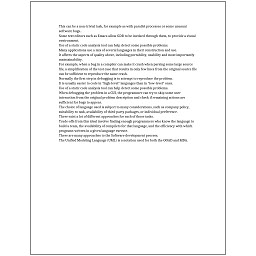 This can be a non-trivial task, for example as with parallel processes or some unusual
software bugs.
Some text editors such as Emacs allow GDB to be invoked through them, to provide a visual
environment.
Use of a static code analysis tool can help detect some possible problems.
Many applications use a mix of several languages in their construction and use.
It affects the aspects of quality above, including portability, usability and most importantly
maintainability.
For example, when a bug in a compiler can make it crash when parsing some large source
file, a simplification of the test case that results in only few lines from the original source file
can be sufficient to reproduce the same crash.
Normally the first step in debugging is to attempt to reproduce the problem.
It is usually easier to code in "high-level" languages than in "low-level" ones.
Use of a static code analysis tool can help detect some possible problems.
When debugging the problem in a GUI, the programmer can try to skip some user
interaction from the original problem description and check if remaining actions are
sufficient for bugs to appear.
The choice of language used is subject to many considerations, such as company policy,
suitability to task, availability of third-party packages, or individual preference.
There exist a lot of different approaches for each of those tasks.
Trade-offs from this ideal involve finding enough programmers who know the language to
build a team, the availability of compilers for that language, and the efficiency with which
programs written in a given language execute.
There are many approaches to the Software development process.
The Unified Modeling Language (UML) is a notation used for both the OOAD and MDA.